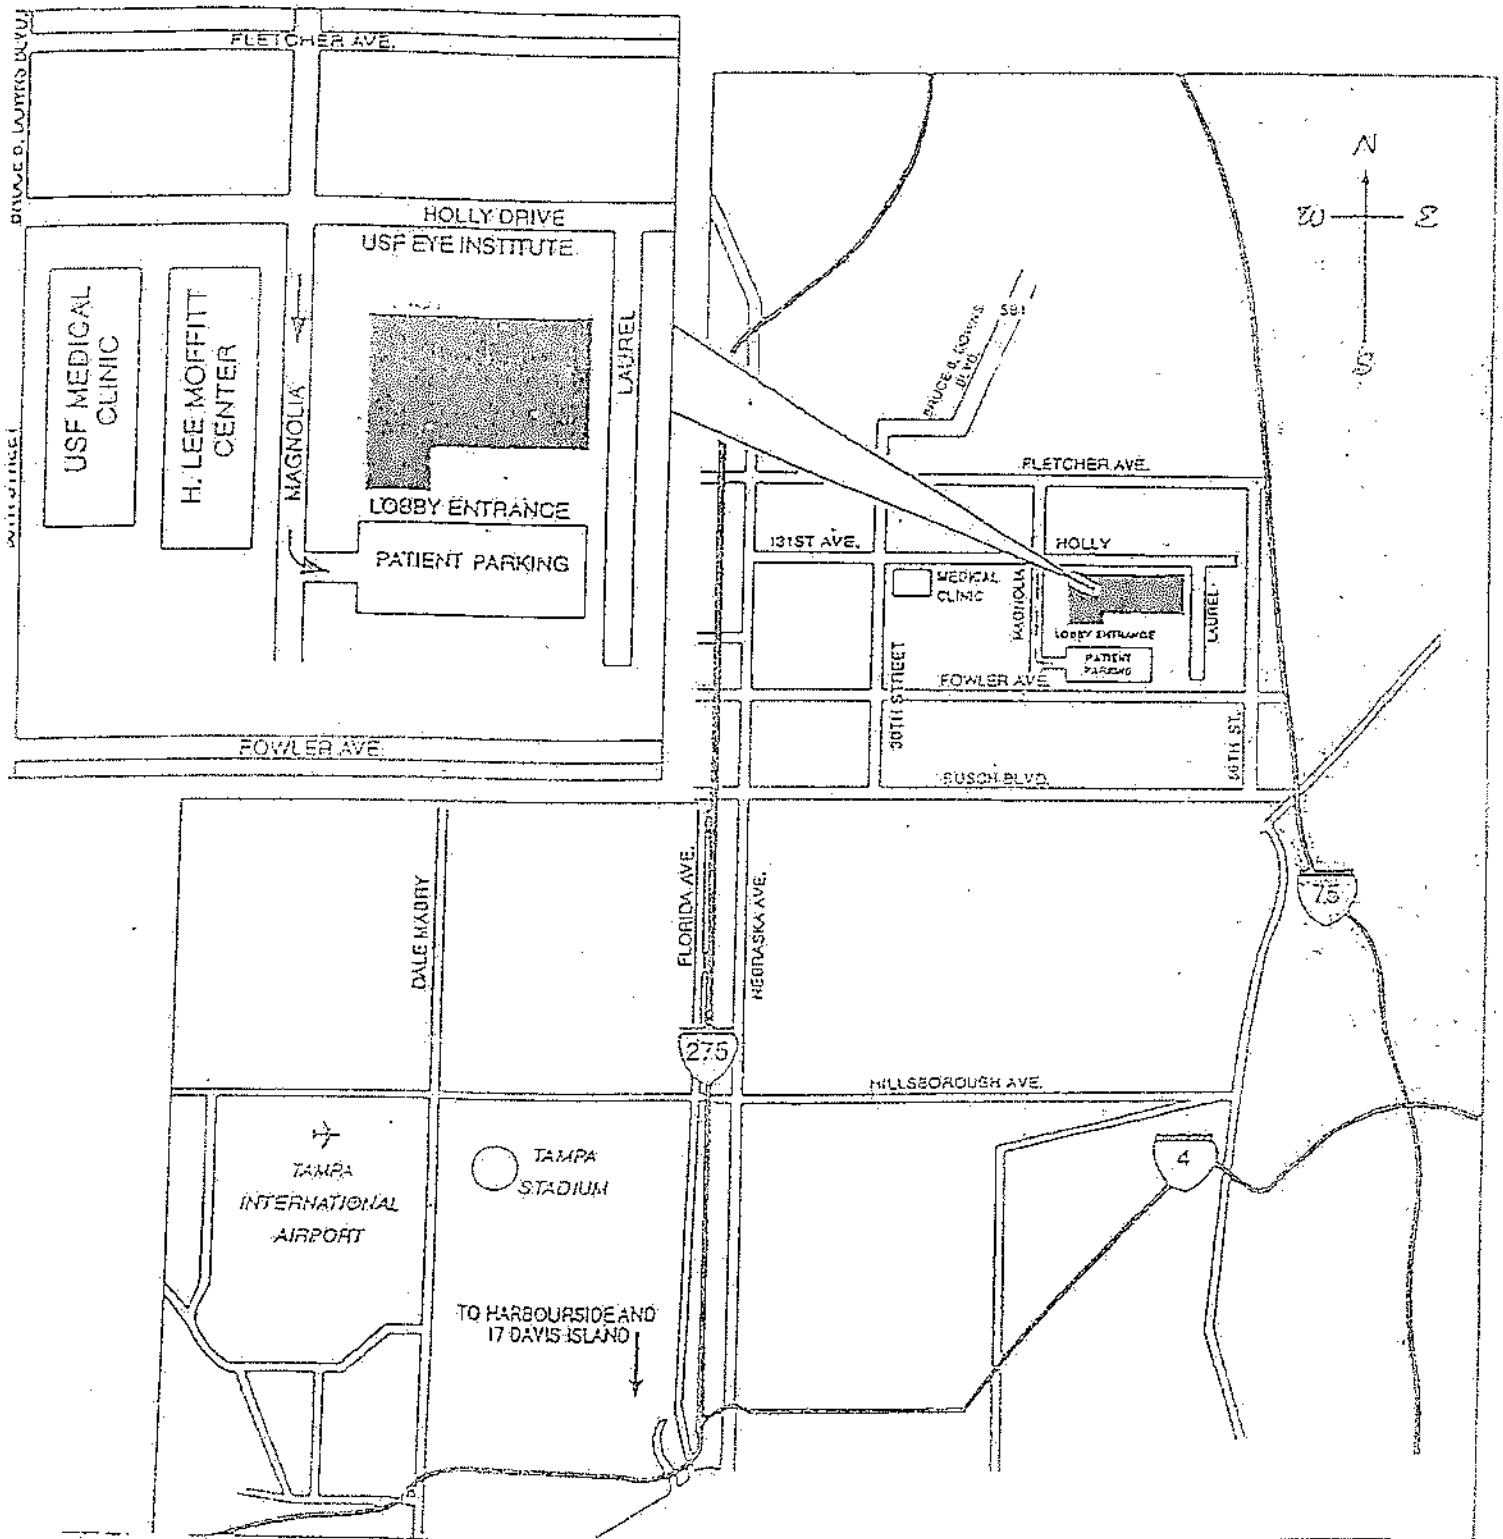 FLETCHER AVE.
BRUCE B. DOWNS BLVD.
HOLLY DRIVE
USF EYE INSTITUTE
USF MEDICAL
CLINIC
H. LEE MOFFITT
CENTER
MAGNOLIA
LAUREL
LOBBY ENTRANCE
PATIENT PARKING
FOWLER AVE.
N
W
E
S
BRUCE B. DOWNS
BLVD.
581
FLETCHER AVE.
131ST AVE.
HOLLY
MEDICAL
CLINIC
MAGNOLIA
LAUREL
LOBBY ENTRANCE
PATIENT
PARKING
30TH STREET
FOWLER AVE.
56TH ST.
BUSCH BLVD.
75
DALE MABRY
FLORIDA AVE.
NEBRASKA AVE.
275
HILLSBOROUGH AVE.
TAMPA
INTERNATIONAL
AIRPORT
TAMPA
STADIUM
4
TO HARBOURSIDE AND
17 DAVIS ISLAND